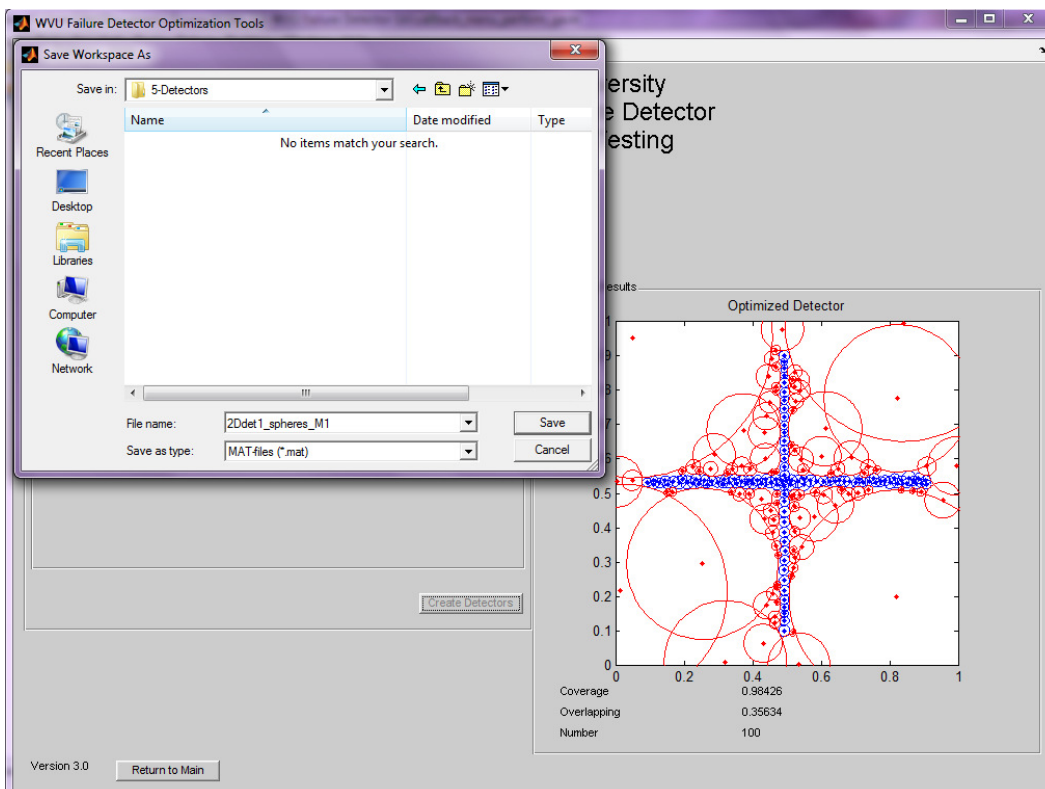 WVU Failure Detector Optimization Tools
Save Workspace As
Save in: 5-Detectors
Name Date modified Type
No items match your search.
Recent Places
Desktop
Libraries
Computer
Network
File name: 2Ddet1_spheres_M1 Save
Save as type: MAT-files (*.mat) Cancel
ersity
e Detector
esting
esults
Optimized Detector
1
9
8
7
6
0.5
0.4
0.3
0.2
0.1
0
0 0.2 0.4 0.6 0.8 1
Coverage 0.98426
Overlapping 0.35634
Number 100
Create Detectors
Version 3.0 Return to Main